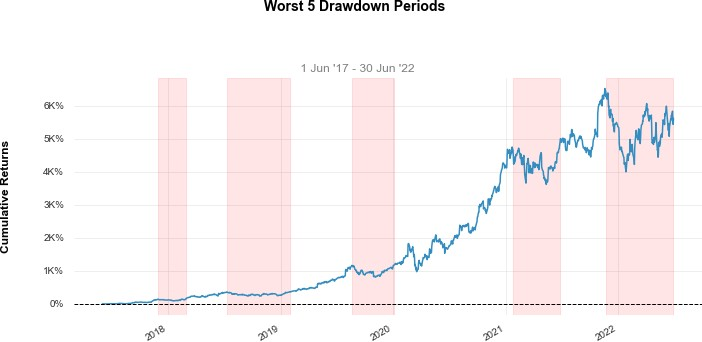 Worst 5 Drawdown Periods
1 Jun '17 - 30 Jun '22
Cumulative Returns
6K%
5K%
4K%
3K%
2K%
1K%
0%
2018
2019
2020
2021
2022